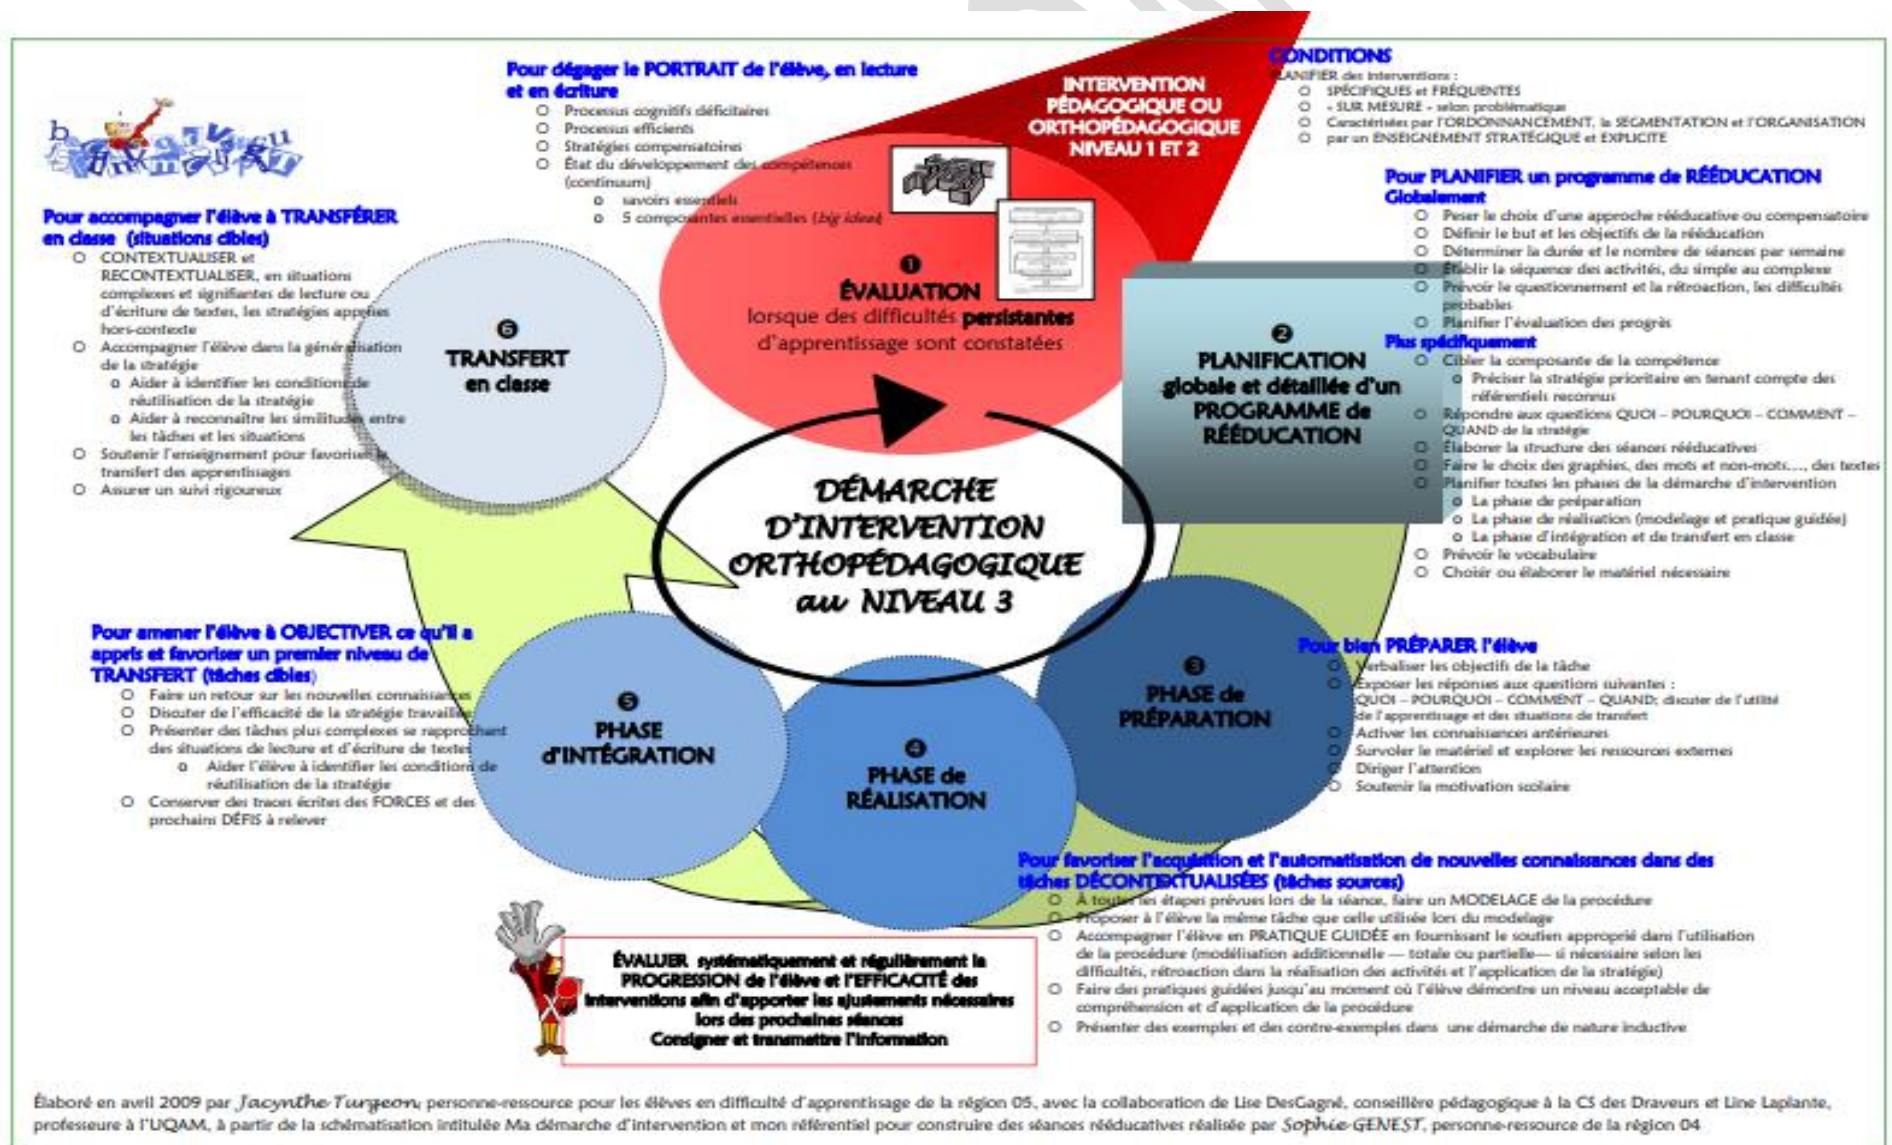 Pour dégager le PORTRAIT de l'élève, en lecture
et en écriture
O Processus cognitifs déficitaires
O Processus efficients
O Stratégies compensatoires
O État du développement des compétences
(continuum)
o savoirs essentiels
o 5 composantes essentielles (big ideas)
INTERVENTION
PÉDAGOGIQUE OU
ORTHOPÉDAGOGIQUE
NIVEAU 1 ET 2
CONDITIONS
PLANIFIER des interventions :
O SPÉCIFIQUES et FRÉQUENTES
O « SUR MESURE » selon problématique
O Caractérisées par l'ORDONNANCEMENT, la SEGMENTATION et l'ORGANISATION
O par un ENSEIGNEMENT STRATÉGIQUE et EXPLICITE
❶
ÉVALUATION
lorsque des difficultés persistantes
d'apprentissage sont constatées
Pour PLANIFIER un programme de RÉÉDUCATION
Globalement
O Peser le choix d'une approche rééducative ou compensatoire
O Définir le but et les objectifs de la rééducation
O Déterminer la durée et le nombre de séances par semaine
O Établir la séquence des activités, du simple au complexe
O Prévoir le questionnement et la rétroaction, les difficultés
probables
O Planifier l'évaluation des progrès
Plus spécifiquement
O Cibler la composante de la compétence
o Préciser la stratégie prioritaire en tenant compte des
référentiels reconnus
O Répondre aux questions QUOI – POURQUOI – COMMENT –
QUAND de la stratégie
O Élaborer la structure des séances rééducatives
O Faire le choix des graphies, des mots et non-mots…, des textes
O Planifier toutes les phases de la démarche d'intervention
o La phase de préparation
o La phase de réalisation (modelage et pratique guidée)
o La phase d'intégration et de transfert en classe
O Prévoir le vocabulaire
O Choisir ou élaborer le matériel nécessaire
❷
PLANIFICATION
globale et détaillée d'un
PROGRAMME de
RÉÉDUCATION
Pour accompagner l'élève à TRANSFÉRER
en classe (situations cibles)
O CONTEXTUALISER et
RECONTEXTUALISER, en situations
complexes et signifiantes de lecture ou
d'écriture de textes, les stratégies apprises
hors-contexte
O Accompagner l'élève dans la généralisation
de la stratégie
o Aider à identifier les conditions de
réutilisation de la stratégie
o Aider à reconnaître les similitudes entre
les tâches et les situations
O Soutenir l'enseignement pour favoriser le
transfert des apprentissages
O Assurer un suivi rigoureux
❻
TRANSFERT
en classe
DÉMARCHE
D'INTERVENTION
ORTHOPÉDAGOGIQUE
au NIVEAU 3
Pour amener l'élève à OBJECTIVER ce qu'il a
appris et favoriser un premier niveau de
TRANSFERT (tâches cibles)
O Faire un retour sur les nouvelles connaissances
O Discuter de l'efficacité de la stratégie travaillée
O Présenter des tâches plus complexes se rapprochant
des situations de lecture et d'écriture de textes
o Aider l'élève à identifier les conditions de
réutilisation de la stratégie
O Conserver des traces écrites des FORCES et des
prochains DÉFIS à relever
❺
PHASE
d'INTÉGRATION
❹
PHASE de
RÉALISATION
❸
PHASE de
PRÉPARATION
Pour bien PRÉPARER l'élève
O Verbaliser les objectifs de la tâche
O Exposer les réponses aux questions suivantes :
QUOI – POURQUOI – COMMENT – QUAND; discuter de l'utilité
de l'apprentissage et des situations de transfert
O Activer les connaissances antérieures
O Survoler le matériel et explorer les ressources externes
O Diriger l'attention
O Soutenir la motivation scolaire
Pour favoriser l'acquisition et l'automatisation de nouvelles connaissances dans des
tâches DÉCONTEXTUALISÉES (tâches sources)
O À toutes les étapes prévues lors de la séance, faire un MODELAGE de la procédure
O Proposer à l'élève la même tâche que celle utilisée lors du modelage
O Accompagner l'élève en PRATIQUE GUIDÉE en fournissant le soutien approprié dans l'utilisation
de la procédure (modélisation additionnelle — totale ou partielle— si nécessaire selon les
difficultés, rétroaction dans la réalisation des activités et l'application de la stratégie)
O Faire des pratiques guidées jusqu'au moment où l'élève démontre un niveau acceptable de
compréhension et d'application de la procédure
O Présenter des exemples et des contre-exemples dans une démarche de nature inductive
ÉVALUER systématiquement et régulièrement la
PROGRESSION de l'élève et l'EFFICACITÉ des
interventions afin d'apporter les ajustements nécessaires
lors des prochaines séances
Consigner et transmettre l'information
Élaboré en avril 2009 par Jacynthe Turgeon, personne-ressource pour les élèves en difficulté d'apprentissage de la région 05, avec la collaboration de Lise DesGagné, conseillère pédagogique à la CS des Draveurs et Line Laplante,
professeure à l'UQAM, à partir de la schématisation intitulée Ma démarche d'intervention et mon référentiel pour construire des séances rééducatives réalisée par Sophie GENEST, personne-ressource de la région 04